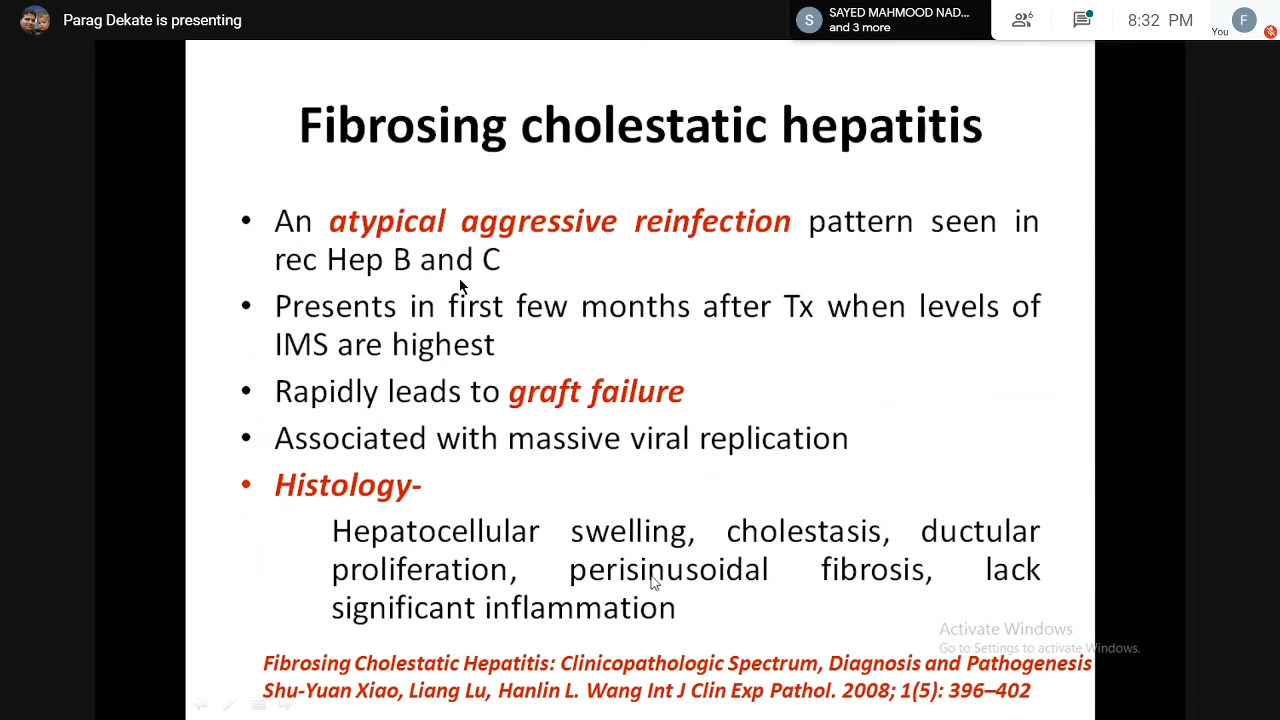 Parag Dekate is presenting
SAYED MAHMOOD NAD...
and 3 more
S
6
8:32 PM
You
F
Fibrosing cholestatic hepatitis
• An atypical aggressive reinfection pattern seen in
rec Hep B and C
• Presents in first few months after Tx when levels of
IMS are highest
• Rapidly leads to graft failure
• Associated with massive viral replication
• Histology-
Hepatocellular swelling, cholestasis, ductular
proliferation, perisinusoidal fibrosis, lack
significant inflammation
Activate Windows
Go to Settings to activate Windows.
Fibrosing Cholestatic Hepatitis: Clinicopathologic Spectrum, Diagnosis and Pathogenesis
Shu-Yuan Xiao, Liang Lu, Hanlin L. Wang Int J Clin Exp Pathol. 2008; 1(5): 396–402